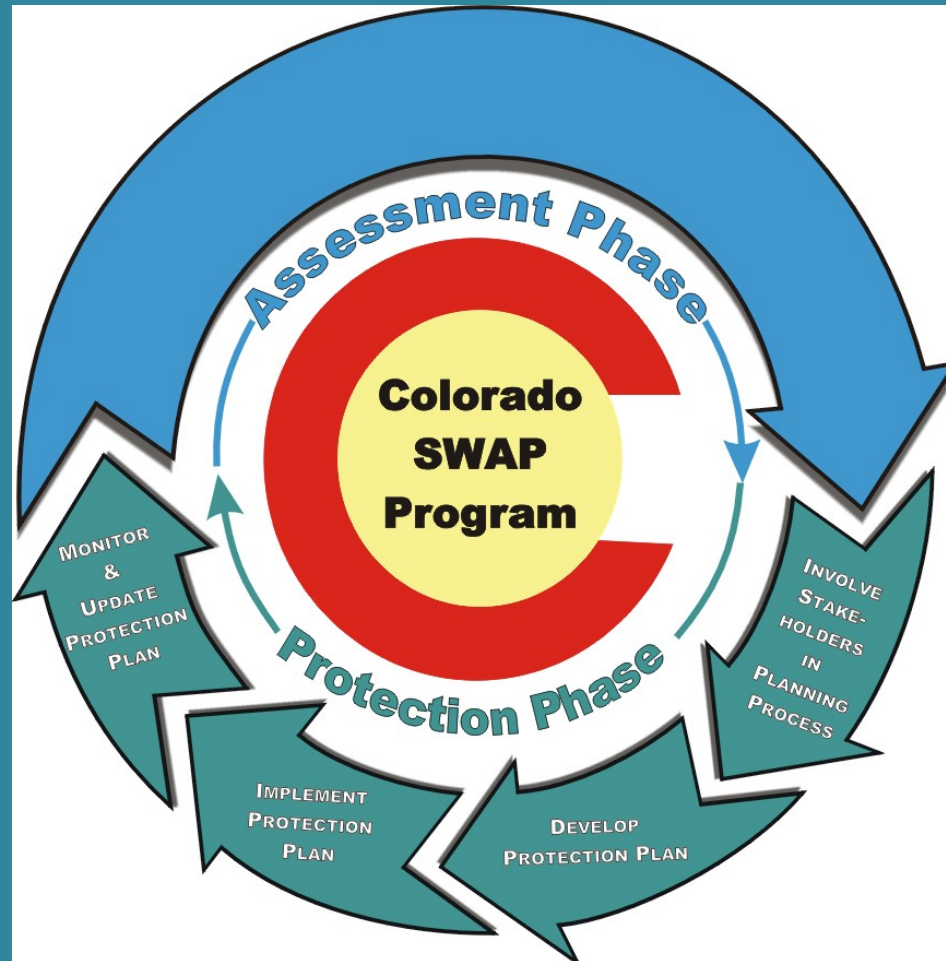 Assessment Phase
Colorado
SWAP
Program
Protection Phase
INVOLVE
STAKE-
HOLDERS
IN
PLANNING
PROCESS
DEVELOP
PROTECTION PLAN
IMPLEMENT
PROTECTION
PLAN
MONITOR
&
UPDATE
PROTECTION
PLAN